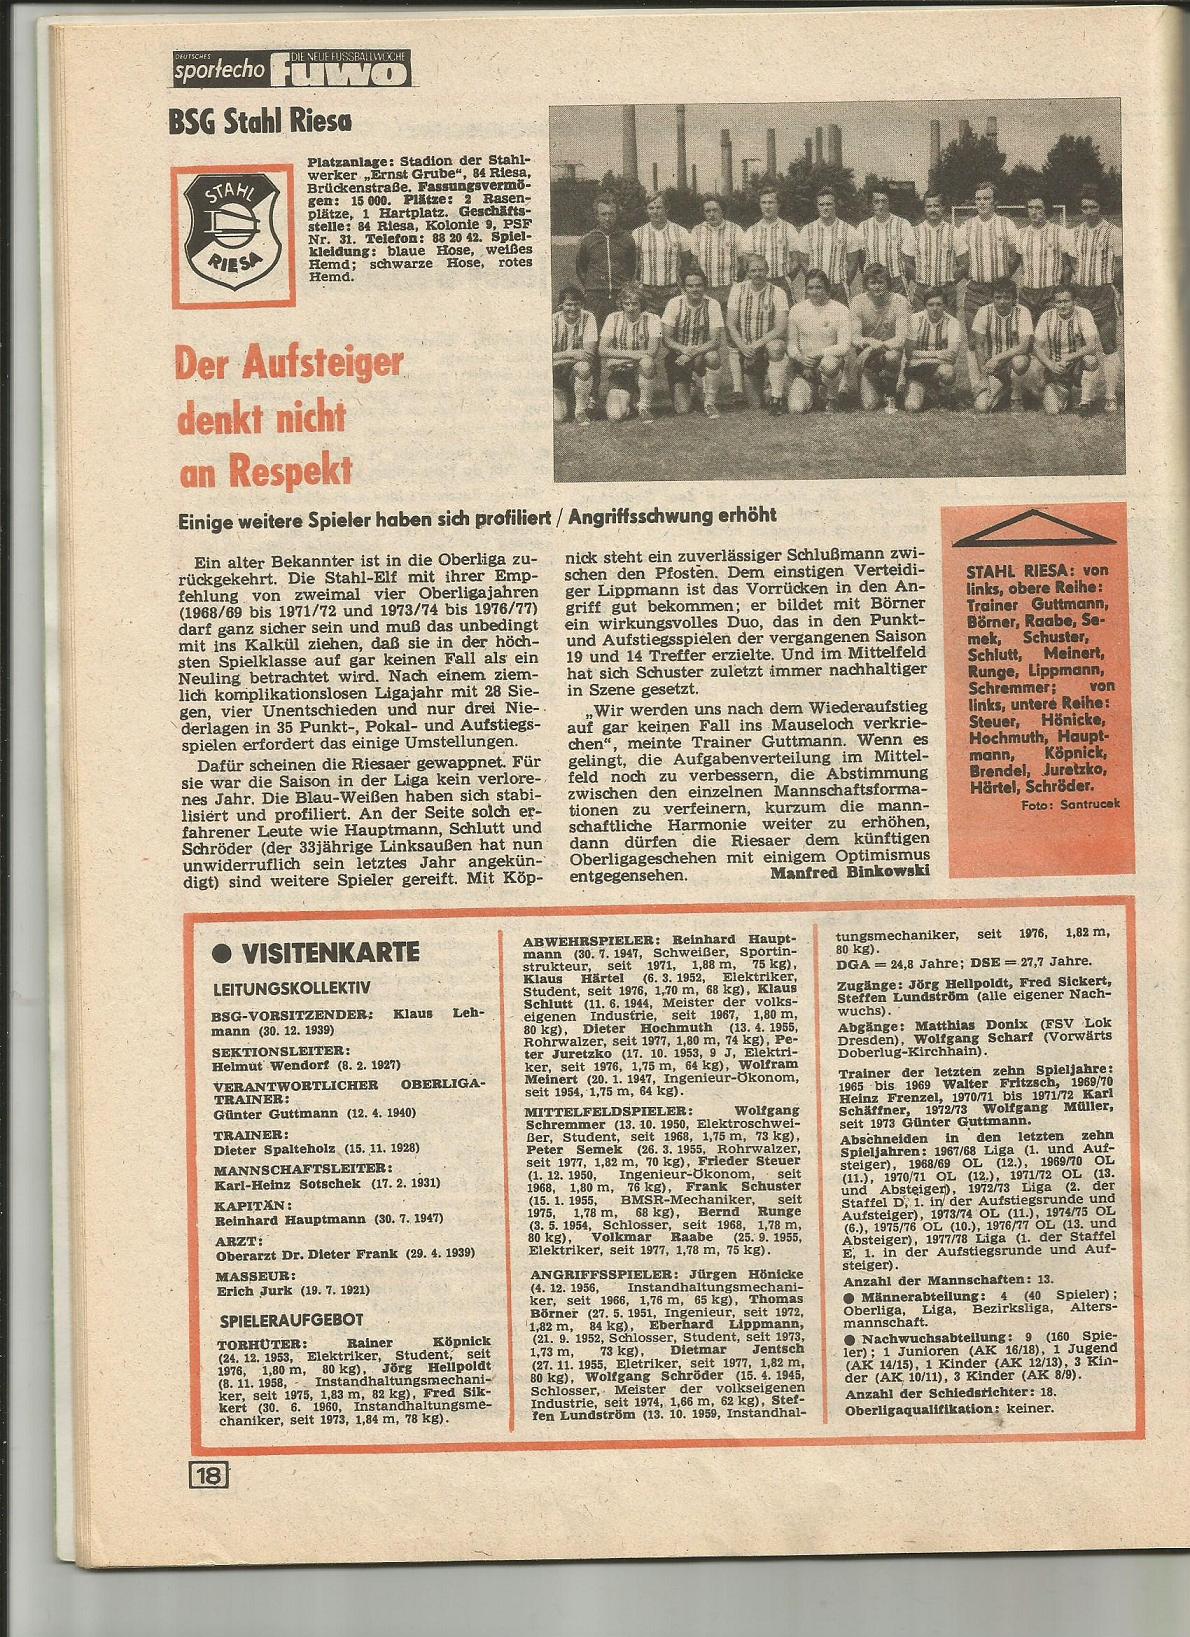 DEUTSCHES
sportecho
DIE NEUE FUSSBALLWOCHE
fuwo
BSG Stahl Riesa
STAHL
RIESA
Platzanlage: Stadion der Stahl-
werker „Ernst Grube“, 84 Riesa,
Brückenstraße. Fassungsvermö-
gen: 15 000. Plätze: 2 Rasen-
plätze, 1 Hartplatz. Geschäfts-
stelle: 84 Riesa, Kolonie 9, PSF
Nr. 31. Telefon: 88 20 42. Spiel-
kleidung: blaue Hose, weißes
Hemd; schwarze Hose, rotes
Hemd.
Der Aufsteiger
denkt nicht
an Respekt
Einige weitere Spieler haben sich profiliert / Angriffsschwung erhöht
Ein alter Bekannter ist in die Oberliga zu-
rückgekehrt. Die Stahl-Elf mit ihrer Emp-
fehlung von zweimal vier Oberligajahren
(1968/69 bis 1971/72 und 1973/74 bis 1976/77)
darf ganz sicher sein und muß das unbedingt
mit ins Kalkül ziehen, daß sie in der höch-
sten Spielklasse auf gar keinen Fall als ein
Neuling betrachtet wird. Nach einem ziem-
lich komplikationslosen Ligajahr mit 28 Sie-
gen, vier Unentschieden und nur drei Nie-
derlagen in 35 Punkt-, Pokal- und Aufstiegs-
spielen erfordert das einige Umstellungen.
Dafür scheinen die Riesaer gewappnet. Für
sie war die Saison in der Liga kein verlore-
nes Jahr. Die Blau-Weißen haben sich stabi-
lisiert und profiliert. An der Seite solch er-
fahrener Leute wie Hauptmann, Schlutt und
Schröder (der 33jährige Linksaußen hat nun
unwiderruflich sein letztes Jahr angekün-
digt) sind weitere Spieler gereift. Mit Köp-
nick steht ein zuverlässiger Schlußmann zwi-
schen den Pfosten. Dem einstigen Verteidi-
ger Lippmann ist das Vorrücken in den An-
griff gut bekommen; er bildet mit Börner
ein wirkungsvolles Duo, das in den Punkt-
und Aufstiegsspielen der vergangenen Saison
19 und 14 Treffer erzielte. Und im Mittelfeld
hat sich Schuster zuletzt immer nachhaltiger
in Szene gesetzt.
„Wir werden uns nach dem Wiederaufstieg
auf gar keinen Fall ins Mauseloch verkrie-
chen“, meinte Trainer Guttmann. Wenn es
gelingt, die Aufgabenverteilung im Mittel-
feld noch zu verbessern, die Abstimmung
zwischen den einzelnen Mannschaftsforma-
tionen zu verfeinern, kurzum die mann-
schaftliche Harmonie weiter zu erhöhen,
dann dürfen die Riesaer dem künftigen
Oberligageschehen mit einigem Optimismus
entgegensehen. Manfred Binkowski
STAHL RIESA: von
links, obere Reihe:
Trainer Guttmann,
Börner, Raabe, Se-
mek, Schuster,
Schlutt, Meinert,
Runge, Lippmann,
Schremmer; von
links, untere Reihe:
Steuer, Hönicke,
Hochmuth, Haupt-
mann, Köpnick,
Brendel, Juretzko,
Härtel, Schröder.
Foto: Santrucek
● VISITENKARTE
LEITUNGSKOLLEKTIV
BSG-VORSITZENDER: Klaus Leh-
mann (30. 12. 1939)
SEKTIONSLEITER:
Helmut Wendorf (8. 2. 1927)
VERANTWORTLICHER OBERLIGA-
TRAINER:
Günter Guttmann (12. 4. 1940)
TRAINER:
Dieter Spalteholz (15. 11. 1928)
MANNSCHAFTSLEITER:
Karl-Heinz Sotschek (17. 2. 1931)
KAPITÄN:
Reinhard Hauptmann (30. 7. 1947)
ARZT:
Oberarzt Dr. Dieter Frank (29. 4. 1939)
MASSEUR:
Erich Jurk (19. 7. 1921)
SPIELERAUFGEBOT
TORHÜTER: Rainer Köpnick
(24. 12. 1953, Elektriker, Student, seit
1976, 1,80 m, 80 kg), Jörg Hellpoldt
(8. 11. 1958, Instandhaltungsmechani-
ker, seit 1975, 1,83 m, 82 kg), Fred Sik-
kert (30. 6. 1960, Instandhaltungsme-
chaniker, seit 1973, 1,84 m, 78 kg).
ABWEHRSPIELER: Reinhard Haupt-
mann (30. 7. 1947, Schweißer, Sportin-
strukteur, seit 1971, 1,88 m, 75 kg),
Klaus Härtel (6. 3. 1952, Elektriker,
Student, seit 1976, 1,70 m, 68 kg), Klaus
Schlutt (11. 6. 1944, Meister der volks-
eigenen Industrie, seit 1967, 1,80 m,
80 kg), Dieter Hochmuth (13. 4. 1955,
Rohrwalzer, seit 1977, 1,80 m, 74 kg), Pe-
ter Juretzko (17. 10. 1953, 9 J, Elektri-
ker, seit 1976, 1,75 m, 64 kg), Wolfram
Meinert (20. 1. 1947, Ingenieur-Ökonom,
seit 1954, 1,75 m, 64 kg).
MITTELFELDSPIELER: Wolfgang
Schremmer (13. 10. 1950, Elektroschwei-
ßer, Student, seit 1968, 1,75 m, 73 kg),
Peter Semek (26. 3. 1955, Rohrwalzer,
seit 1977, 1,82 m, 70 kg), Frieder Steuer
(1. 12. 1950, Ingenieur-Ökonom, seit
1968, 1,80 m, 76 kg), Frank Schuster
(15. 1. 1955, BMSR-Mechaniker, seit
1975, 1,78 m, 68 kg), Bernd Runge
(3. 5. 1954, Schlosser, seit 1968, 1,78 m,
80 kg), Volkmar Raabe (25. 9. 1955,
Elektriker, seit 1977, 1,78 m, 75 kg).
ANGRIFFSSPIELER: Jürgen Hönicke
(4. 12. 1956, Instandhaltungsmechani-
ker, seit 1966, 1,76 m, 65 kg), Thomas
Börner (27. 5. 1951, Ingenieur, seit 1972,
1,82 m, 84 kg), Eberhard Lippmann,
(21. 9. 1952, Schlosser, Student, seit 1973,
1,73 m, 73 kg), Dietmar Jentsch
(27. 11. 1955, Eletriker, seit 1977, 1,82 m,
80 kg), Wolfgang Schröder (15. 4. 1945,
Schlosser, Meister der volkseigenen
Industrie, seit 1974, 1,66 m, 62 kg), Stef-
fen Lundström (13. 10. 1959, Instandhal-
tungsmechaniker, seit 1976, 1,82 m,
80 kg).
DGA = 24,8 Jahre; DSE = 27,7 Jahre.
Zugänge: Jörg Hellpoldt, Fred Sickert,
Steffen Lundström (alle eigener Nach-
wuchs).
Abgänge: Matthias Donix (FSV Lok
Dresden), Wolfgang Scharf (Vorwärts
Doberlug-Kirchhain).
Trainer der letzten zehn Spieljahre:
1965 bis 1969 Walter Fritzsch, 1969/70
Heinz Frenzel, 1970/71 bis 1971/72 Karl
Schäffner, 1972/73 Wolfgang Müller,
seit 1973 Günter Guttmann.
Abschneiden in den letzten zehn
Spieljahren: 1967/68 Liga (1. und Auf-
steiger), 1968/69 OL (12.), 1969/70 OL
(11.), 1970/71 OL (12.), 1971/72 OL (13.
und Absteiger), 1972/73 Liga (2. der
Staffel D, 1. in der Aufstiegsrunde und
Aufsteiger), 1973/74 OL (11.), 1974/75 OL
(6.), 1975/76 OL (10.), 1976/77 OL (13. und
Absteiger), 1977/78 Liga (1. der Staffel
E, 1. in der Aufstiegsrunde und Auf-
steiger).
Anzahl der Mannschaften: 13.
● Männerabteilung: 4 (40 Spieler);
Oberliga, Liga, Bezirksliga, Alters-
mannschaft.
● Nachwuchsabteilung: 9 (160 Spie-
ler); 1 Junioren (AK 16/18), 1 Jugend
(AK 14/15), 1 Kinder (AK 12/13), 3 Kin-
der (AK 10/11), 3 Kinder (AK 8/9).
Anzahl der Schiedsrichter: 18.
Oberligaqualifikation: keiner.
18